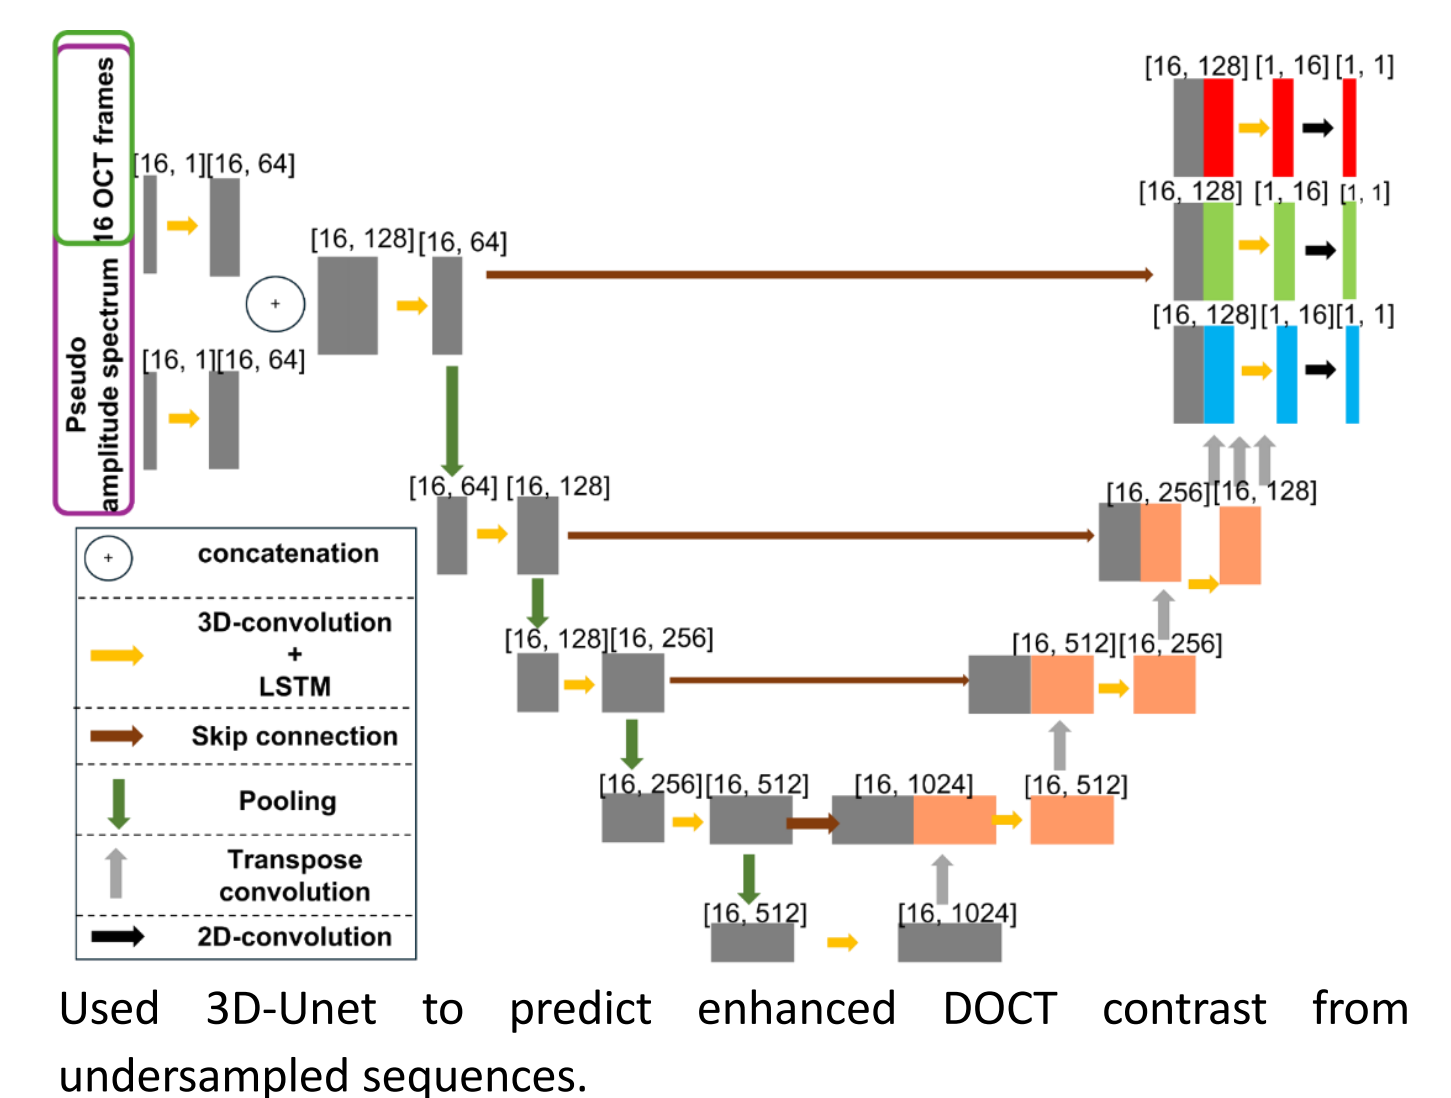 16 OCT frames
Pseudo
amplitude spectrum
[16, 1][16, 64]
[16, 1][16, 64]
+
[16, 128][16, 64]
[16, 64] [16, 128]
[16, 128][16, 256]
[16, 256][16, 512]
[16, 512]
[16, 1024]
[16, 1024]
[16, 512]
[16, 512][16, 256]
[16, 256][16, 128]
[16, 128] [1, 16] [1, 1]
[16, 128] [1, 16] [1, 1]
[16, 128][1, 16][1, 1]
+
concatenation
3D-convolution
+
LSTM
Skip connection
Pooling
Transpose
convolution
2D-convolution
Used 3D-Unet to predict enhanced DOCT contrast from
undersampled sequences.